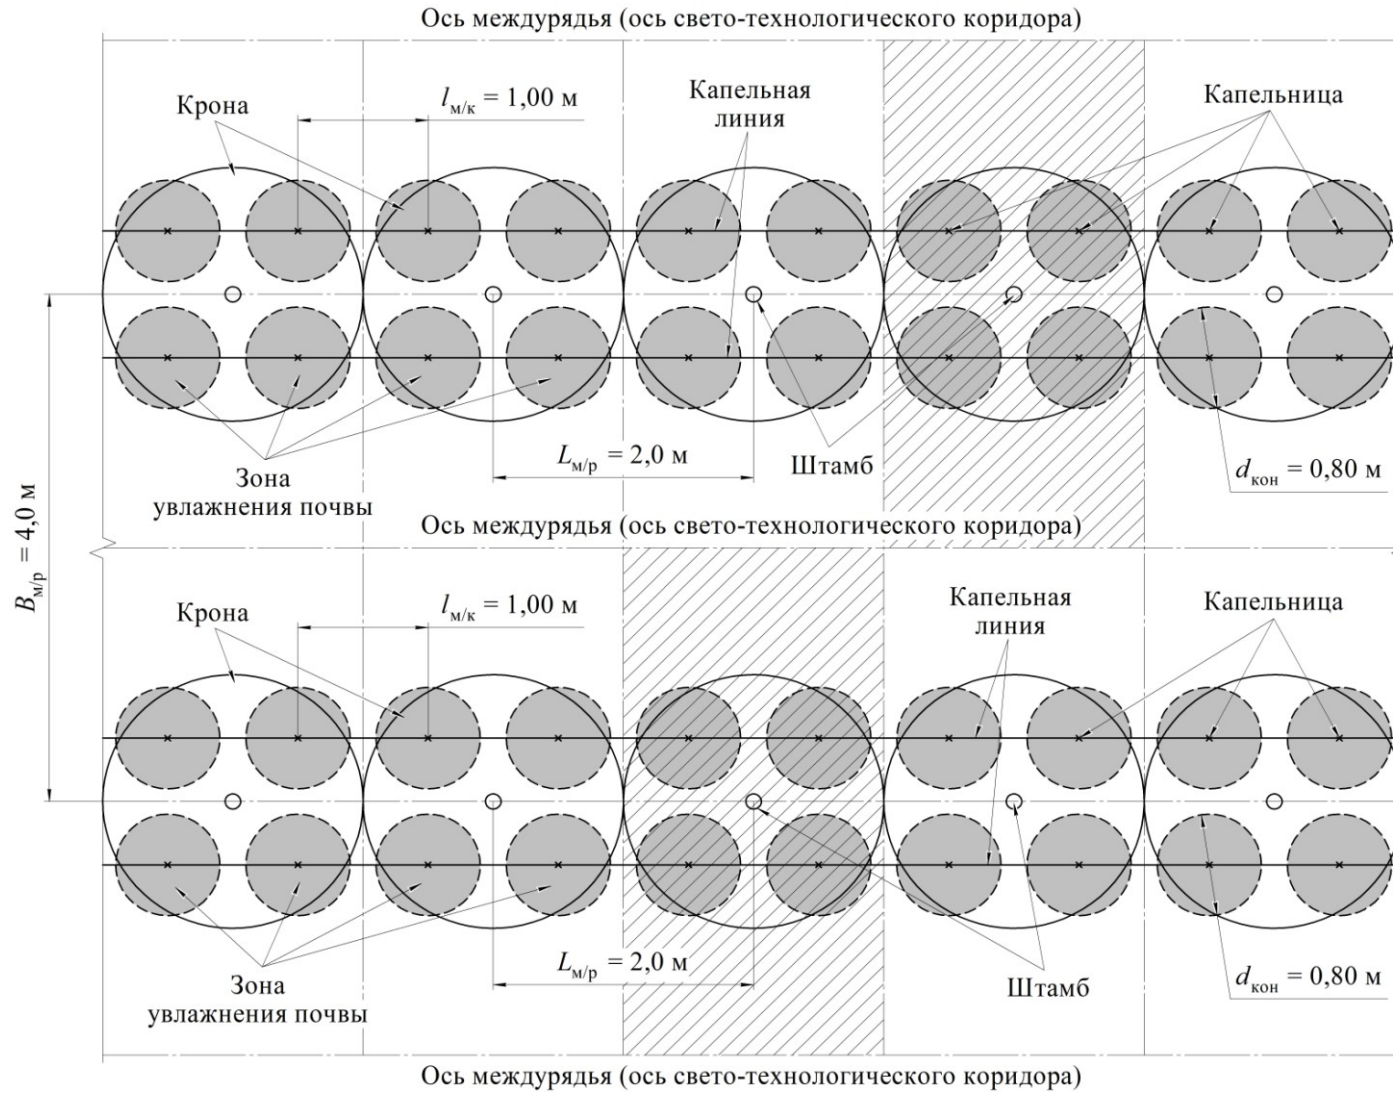 Ось междурядья (ось свето-технологического коридора)
Крона
l м/к = 1,00 м
Капельная
линия
Капельница
B м/р = 4,0 м
Зона
увлажнения почвы
L м/р = 2,0 м
Штамб
d кон = 0,80 м
Ось междурядья (ось свето-технологического коридора)
Крона
l м/к = 1,00 м
Капельная
линия
Капельница
Зона
увлажнения почвы
L м/р = 2,0 м
Штамб
d кон = 0,80 м
Ось междурядья (ось свето-технологического коридора)